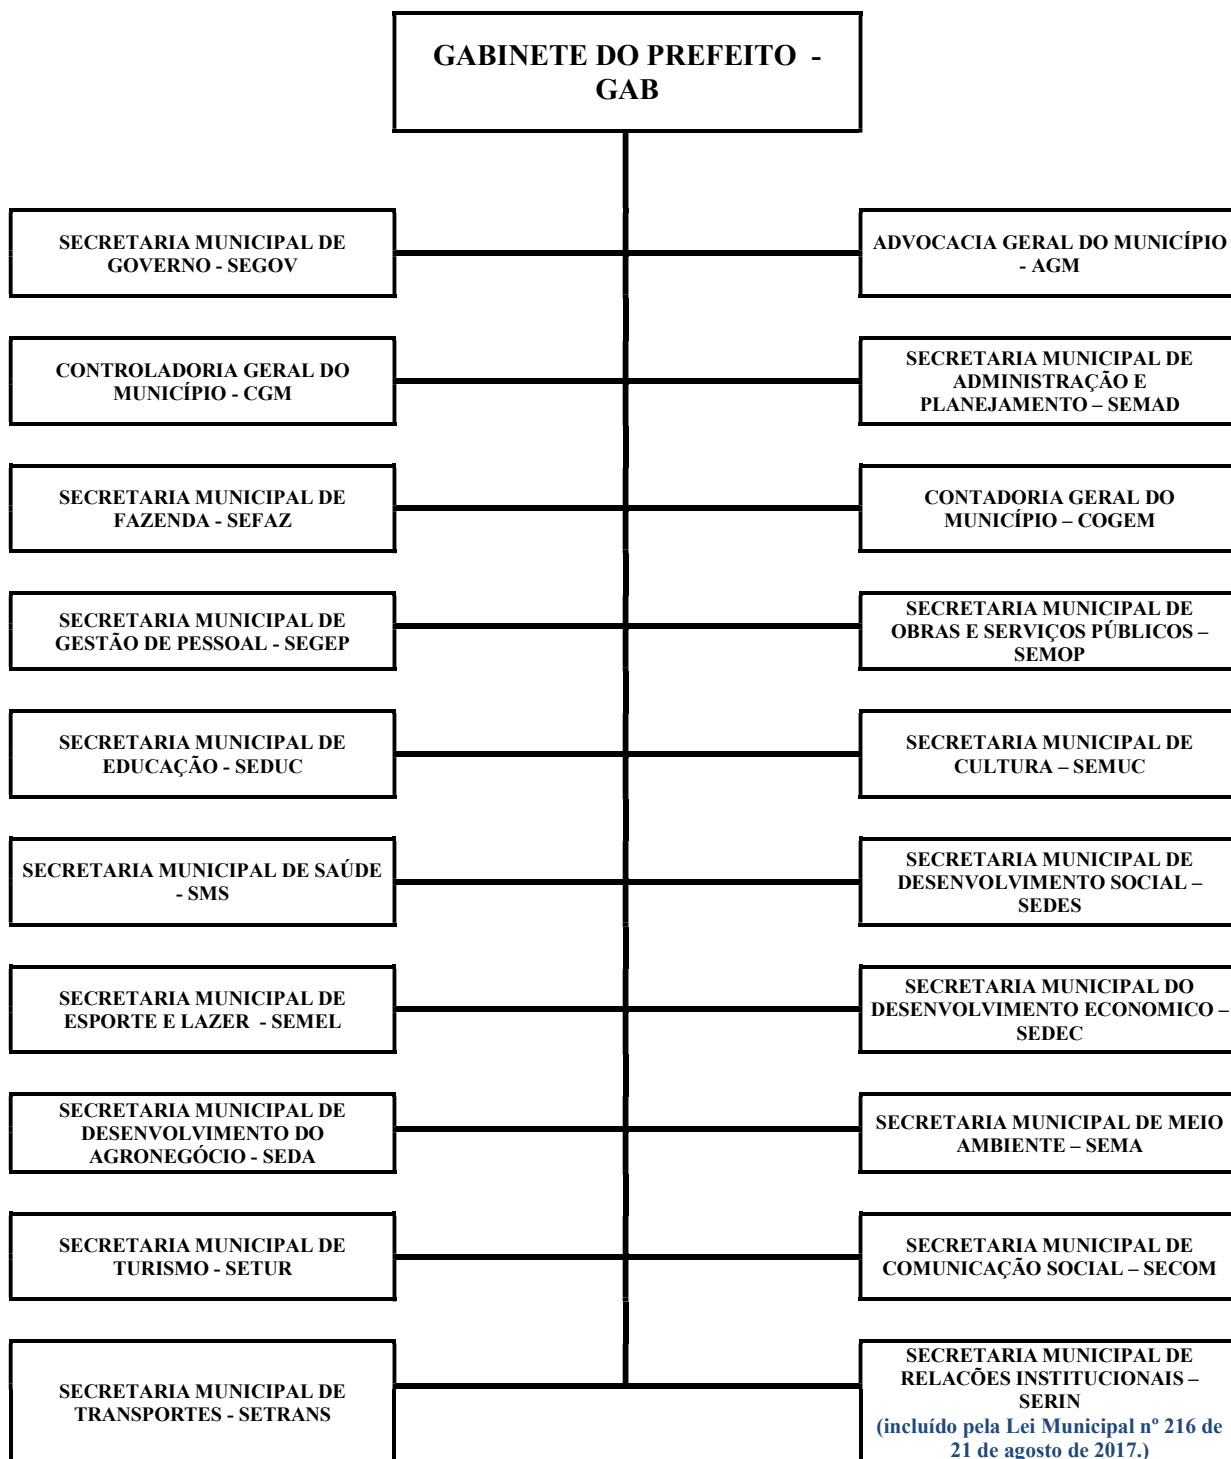 GABINETE DO PREFEITO -
GAB
SECRETARIA MUNICIPAL DE
GOVERNO - SEGOV
ADVOCACIA GERAL DO MUNICÍPIO
- AGM
CONTROLADORIA GERAL DO
MUNICÍPIO - CGM
SECRETARIA MUNICIPAL DE
ADMINISTRAÇÃO E
PLANEJAMENTO – SEMAD
SECRETARIA MUNICIPAL DE
FAZENDA - SEFAZ
CONTADORIA GERAL DO
MUNICÍPIO – COGEM
SECRETARIA MUNICIPAL DE
GESTÃO DE PESSOAL - SEGEP
SECRETARIA MUNICIPAL DE
OBRAS E SERVIÇOS PÚBLICOS –
SEMOP
SECRETARIA MUNICIPAL DE
EDUCAÇÃO - SEDUC
SECRETARIA MUNICIPAL DE
CULTURA – SEMUC
SECRETARIA MUNICIPAL DE SAÚDE
- SMS
SECRETARIA MUNICIPAL DE
DESENVOLVIMENTO SOCIAL –
SEDES
SECRETARIA MUNICIPAL DE
ESPORTE E LAZER - SEMEL
SECRETARIA MUNICIPAL DO
DESENVOLVIMENTO ECONOMICO –
SEDEC
SECRETARIA MUNICIPAL DE
DESENVOLVIMENTO DO
AGRONEGÓCIO - SEDA
SECRETARIA MUNICIPAL DE MEIO
AMBIENTE – SEMA
SECRETARIA MUNICIPAL DE
TURISMO - SETUR
SECRETARIA MUNICIPAL DE
COMUNICAÇÃO SOCIAL – SECOM
SECRETARIA MUNICIPAL DE
TRANSPORTES - SETRANS
SECRETARIA MUNICIPAL DE
RELACÕES INSTITUCIONAIS –
SERIN
(incluído pela Lei Municipal nº 216 de
21 de agosto de 2017.)